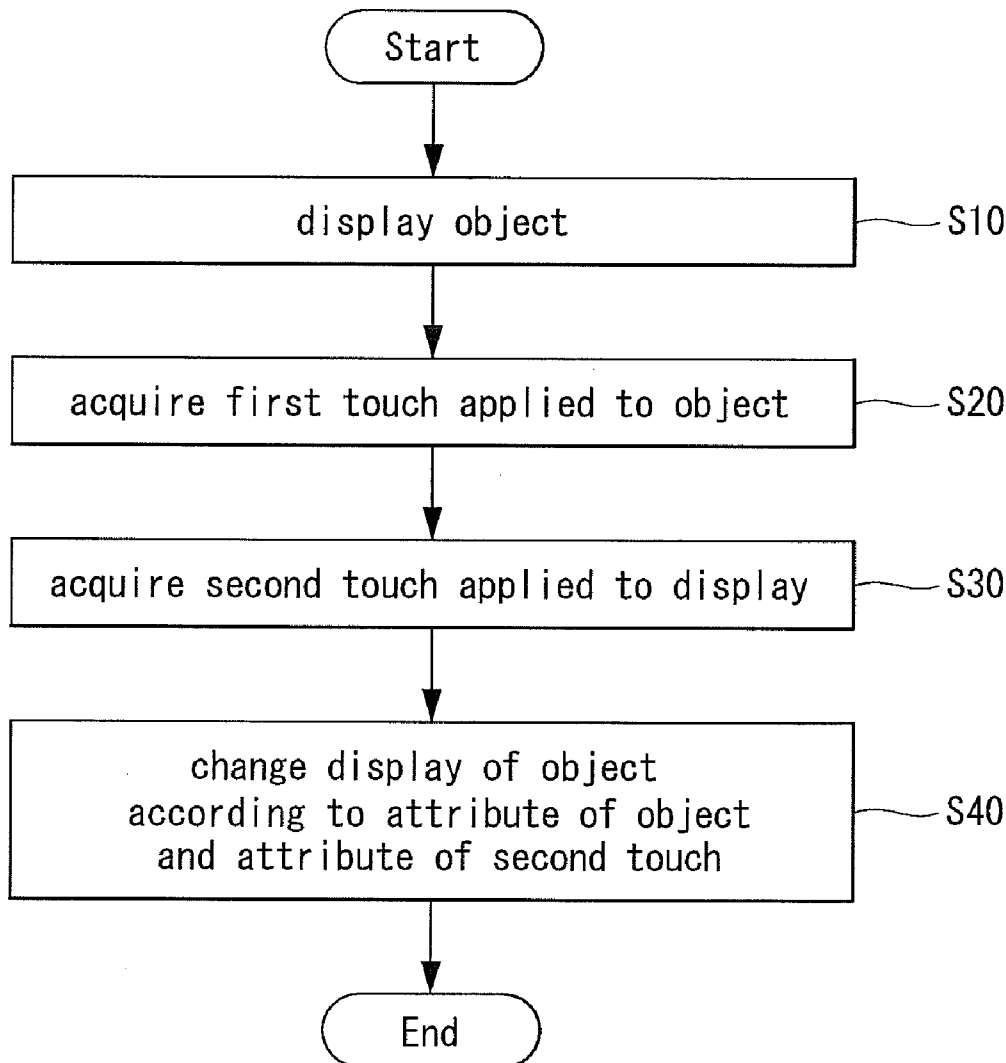 Start
display object
S10
acquire first touch applied to object
S20
acquire second touch applied to display
S30
change display of object
according to attribute of object
and attribute of second touch
S40
End